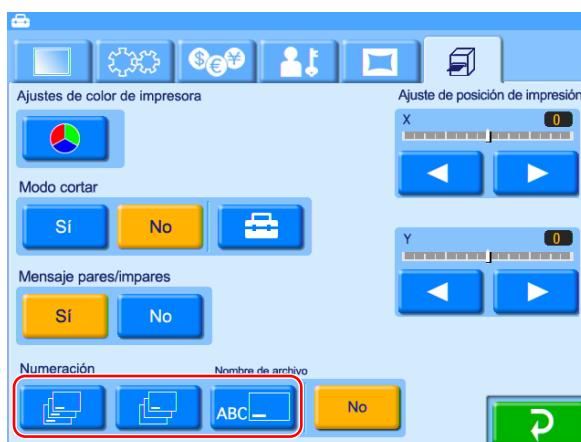 $€¥
Ajustes de color de impresora
Ajuste de posición de impresión
X 0
Modo cortar
Sí No
Y 0
Mensaje pares/impares
Sí No
Numeración Nombre de archivo
ABC No